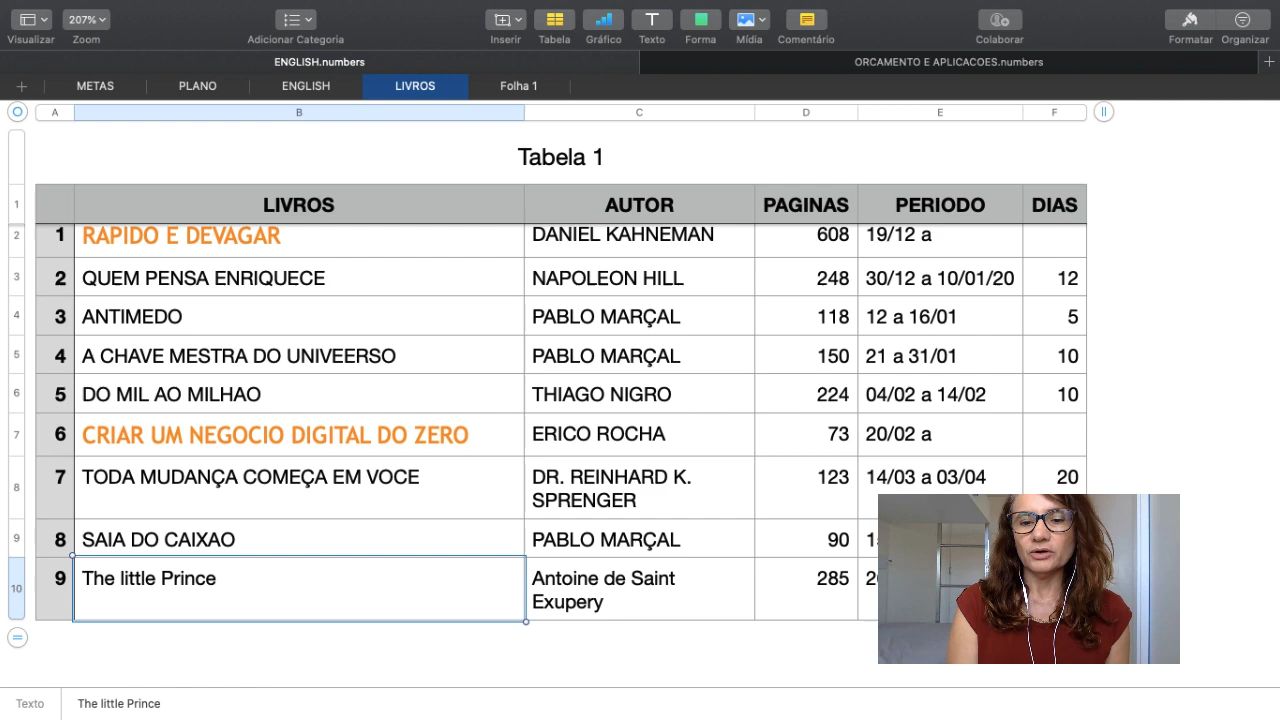 207%
Visualizar Zoom Adicionar Categoria Inserir Tabela Gráfico Texto Forma Mídia Comentário Colaborar Formatar Organizar
ENGLISH.numbers ORCAMENTO E APLICACOES.numbers
METAS PLANO ENGLISH LIVROS Folha 1
A B C D E F
Tabela 1
1 LIVROS AUTOR PAGINAS PERIODO DIAS
2 1 RAPIDO E DEVAGAR DANIEL KAHNEMAN 608 19/12 a
3 2 QUEM PENSA ENRIQUECE NAPOLEON HILL 248 30/12 a 10/01/20 12
4 3 ANTIMEDO PABLO MARÇAL 118 12 a 16/01 5
5 4 A CHAVE MESTRA DO UNIVEERSO PABLO MARÇAL 150 21 a 31/01 10
6 5 DO MIL AO MILHAO THIAGO NIGRO 224 04/02 a 14/02 10
7 6 CRIAR UM NEGOCIO DIGITAL DO ZERO ERICO ROCHA 73 20/02 a
8 7 TODA MUDANÇA COMEÇA EM VOCE DR. REINHARD K. 123 14/03 a 03/04 20
SPRENGER
9 8 SAIA DO CAIXAO PABLO MARÇAL 90
10 9 The little Prince Antoine de Saint 285
Exupery
Texto The little Prince